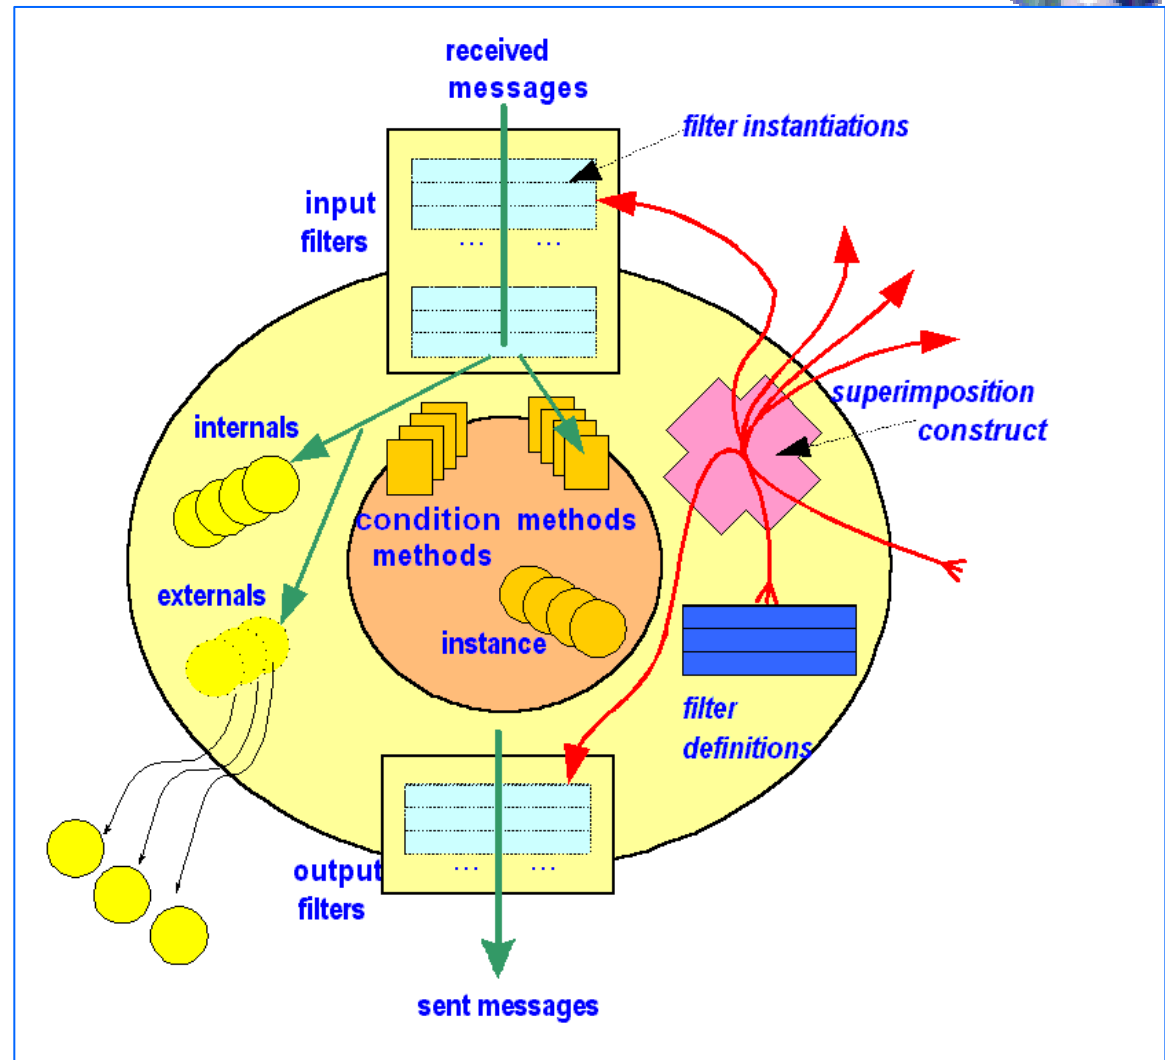 received
messages
filter instantiations
input
filters
... ...
superimposition
construct
internals
condition methods
methods
externals
instance
filter
definitions
output
filters
... ...
sent messages